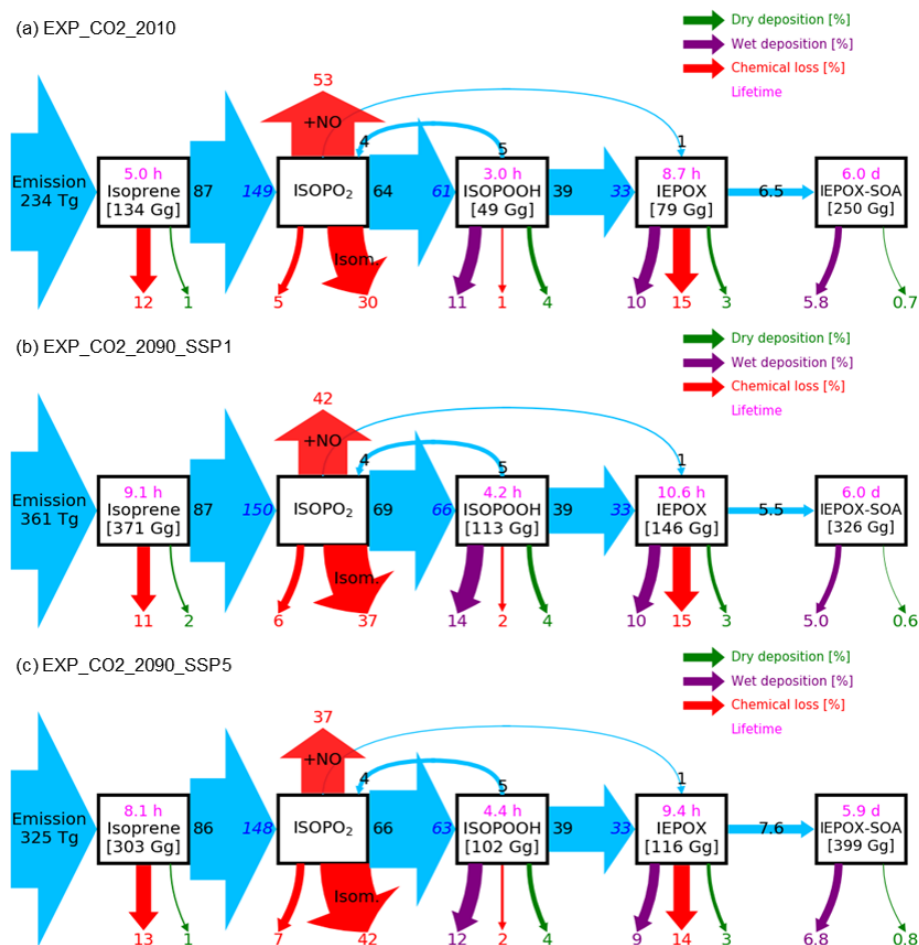 (a) EXP_CO2_2010
Dry deposition [%]
Wet deposition [%]
Chemical loss [%]
Lifetime
53
+NO
4
5
1
Emission
234 Tg
5.0 h
Isoprene
[134 Gg]
87
149
ISOPO2
64
61
3.0 h
ISOPOOH
[49 Gg]
39
33
8.7 h
IEPOX
[79 Gg]
6.5
6.0 d
IEPOX-SOA
[250 Gg]
Isom.
12
1
5
30
11
1
4
10
15
3
5.8
0.7
(b) EXP_CO2_2090_SSP1
Dry deposition [%]
Wet deposition [%]
Chemical loss [%]
Lifetime
42
+NO
4
5
1
Emission
361 Tg
9.1 h
Isoprene
[371 Gg]
87
150
ISOPO2
69
66
4.2 h
ISOPOOH
[113 Gg]
39
33
10.6 h
IEPOX
[146 Gg]
5.5
6.0 d
IEPOX-SOA
[326 Gg]
Isom.
11
2
6
37
14
2
4
10
15
3
5.0
0.6
(c) EXP_CO2_2090_SSP5
Dry deposition [%]
Wet deposition [%]
Chemical loss [%]
Lifetime
37
+NO
4
5
1
Emission
325 Tg
8.1 h
Isoprene
[303 Gg]
86
148
ISOPO2
66
63
4.4 h
ISOPOOH
[102 Gg]
39
33
9.4 h
IEPOX
[116 Gg]
7.6
5.9 d
IEPOX-SOA
[399 Gg]
Isom.
13
1
7
42
12
2
4
9
14
3
6.8
0.8